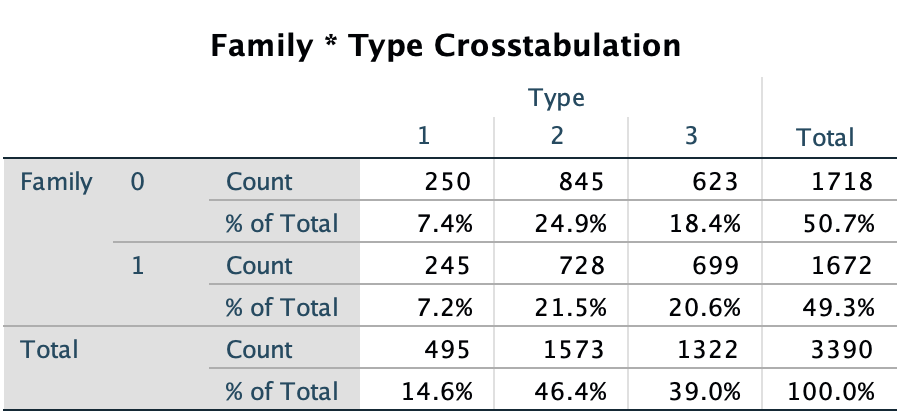 Family * Type Crosstabulation
Type
1 2 3 Total
Family 0 Count 250 845 623 1718
% of Total 7.4% 24.9% 18.4% 50.7%
1 Count 245 728 699 1672
% of Total 7.2% 21.5% 20.6% 49.3%
Total Count 495 1573 1322 3390
% of Total 14.6% 46.4% 39.0% 100.0%